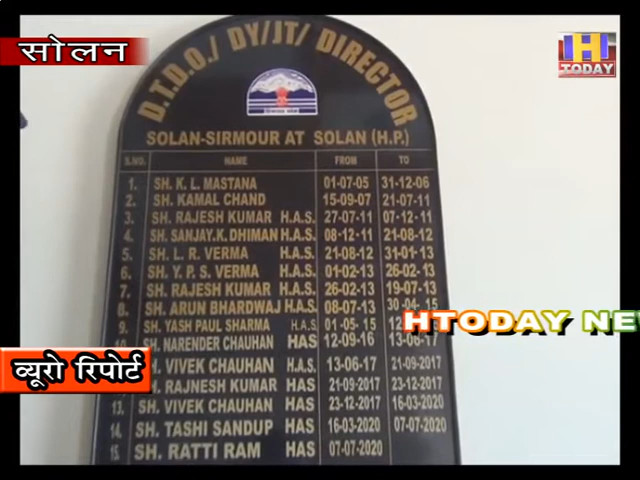 सोलन
D.T.D.O./ DY/JT/ DIRECTOR
SOLAN-SIRMOUR AT SOLAN (H.P.)
S.NO. NAME FROM TO
1. SH. K. L. MASTANA 01-07-05 31-12-06
2. SH. KAMAL CHAND 15-09-07 21-07-11
3. SH. RAJESH KUMAR H.A.S. 27-07-11 07-12-11
4. SH. SANJAY.K.DHIMAN H.A.S. 08-12-11 21-08-12
5. SH. L. R. VERMA H.A.S. 21-08-12 31-01-13
6. SH. Y. P. S. VERMA H.A.S. 01-02-13 26-02-13
7. SH. RAJESH KUMAR H.A.S. 26-02-13 19-07-13
8. SH. ARUN BHARDWAJ H.A.S. 08-07-13 30-04-15
9. SH. YASH PAUL SHARMA H.A.S. 01-05-15
10. SH. NARENDER CHAUHAN HAS 12-09-16 13-06-17
SH. VIVEK CHAUHAN H.A.S. 13-06-17 21-09-2017
SH. RAJNESH KUMAR HAS 21-09-2017 23-12-2017
13. SH. VIVEK CHAUHAN HAS 23-12-2017 16-03-2020
14. SH. TASHI SANDUP HAS 16-03-2020 07-07-2020
15. SH. RATTI RAM HAS 07-07-2020
H TODAY
HTODAY NE
ब्यूरो रिपोर्ट